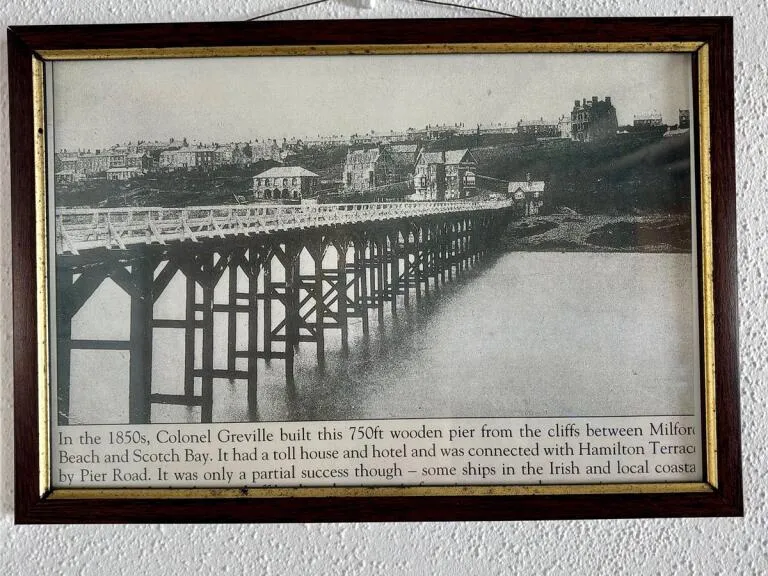 In the 1850s, Colonel Greville built this 750ft wooden pier from the cliffs between Milford
Beach and Scotch Bay. It had a toll house and hotel and was connected with Hamilton Terrac
by Pier Road. It was only a partial success though – some ships in the Irish and local coasta